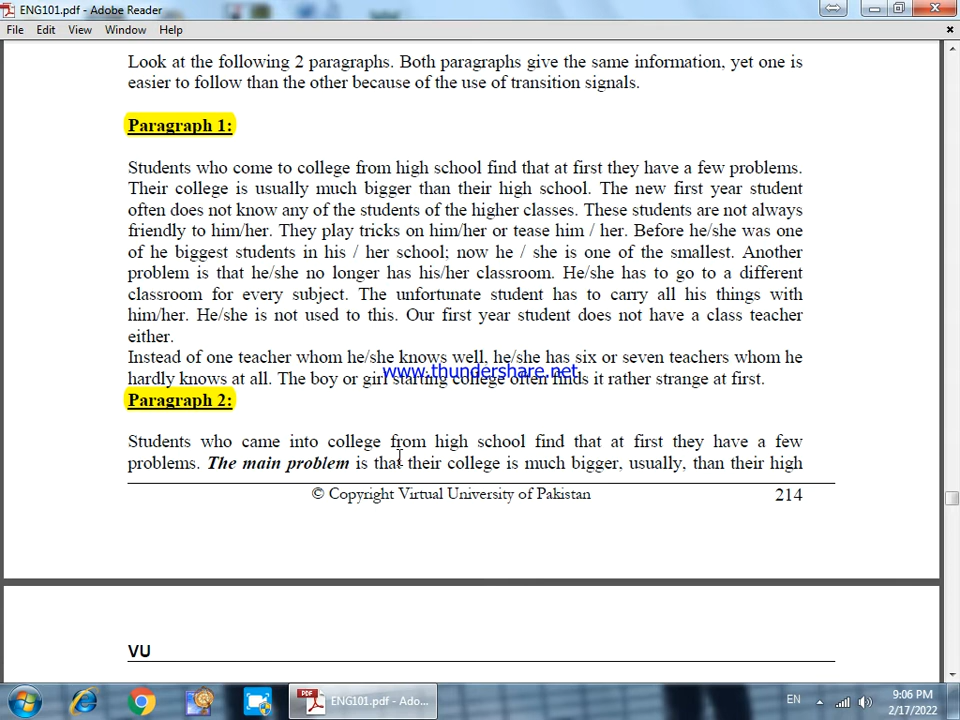 ENG101.pdf - Adobe Reader
File Edit View Window Help
Look at the following 2 paragraphs. Both paragraphs give the same information, yet one is
easier to follow than the other because of the use of transition signals.
Paragraph 1:
Students who come to college from high school find that at first they have a few problems.
Their college is usually much bigger than their high school. The new first year student
often does not know any of the students of the higher classes. These students are not always
friendly to him/her. They play tricks on him/her or tease him / her. Before he/she was one
of he biggest students in his / her school; now he / she is one of the smallest. Another
problem is that he/she no longer has his/her classroom. He/she has to go to a different
classroom for every subject. The unfortunate student has to carry all his things with
him/her. He/she is not used to this. Our first year student does not have a class teacher
either.
Instead of one teacher whom he/she knows well, he/she has six or seven teachers whom he
www.thundershare.net
hardly knows at all. The boy or girl starting college often finds it rather strange at first.
Paragraph 2:
Students who came into college from high school find that at first they have a few
problems. The main problem is that their college is much bigger, usually, than their high
© Copyright Virtual University of Pakistan 214
VU
ENG101.pdf - Ado...
EN
9:06 PM
2/17/2022